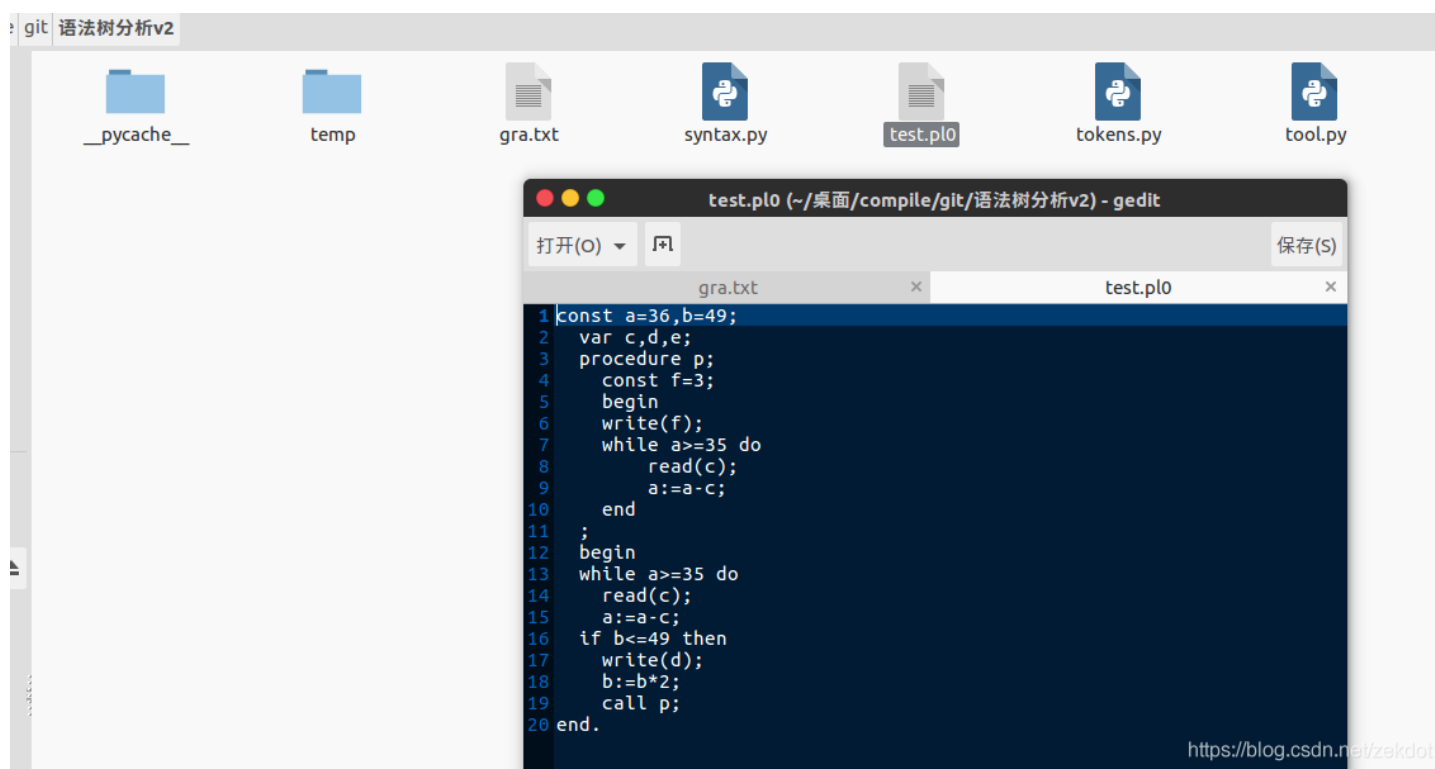 git 语法树分析v2
__pycache__ temp gra.txt syntax.py test.pl0 tokens.py tool.py
test.pl0 (~/桌面/compile/git/语法树分析v2) - gedit
打开(O) 保存(S)
gra.txt × test.pl0 ×
1 const a=36,b=49;
2 var c,d,e;
3 procedure p;
4 const f=3;
5 begin
6 write(f);
7 while a>=35 do
8 read(c);
9 a:=a-c;
10 end
11 ;
12 begin
13 while a>=35 do
14 read(c);
15 a:=a-c;
16 if b<=49 then
17 write(d);
18 b:=b*2;
19 call p;
20 end.
https://blog.csdn.net/zekdot